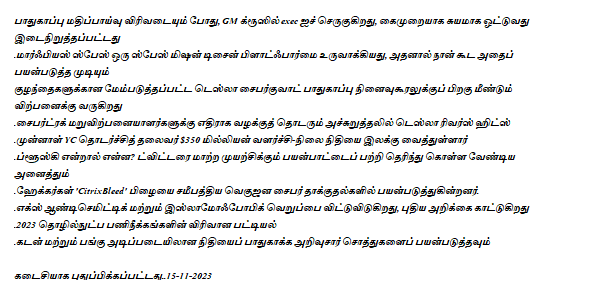 பாதுகாப்பு மதிப்பாய்வு விரிவடையும் போது, GM க்ரூஸில் exec ஐச் செருகுகிறது, கைமுறையாக சுயமாக ஓட்டுவது
இடைநிறுத்தப்பட்டது
.மார்ஃபியஸ் ஸ்பேஸ் ஒரு ஸ்பேஸ் மிஷன் டிசைன் பிளாட்ஃபார்மை உருவாக்கியது, அதனால் நான் கூட அதைப்
பயன்படுத்த முடியும்
குழந்தைகளுக்கான மேம்படுத்தப்பட்ட டெஸ்லா சைபர்குவாட் பாதுகாப்பு நினைவுகூரலுக்குப் பிறகு மீண்டும்
விற்பனைக்கு வருகிறது
.சைபர்ட்ரக் மறுவிற்பனையாளர்களுக்கு எதிராக வழக்குத் தொடரும் அச்சுறுத்தலில் டெஸ்லா ரிவர்ஸ் ஹிட்ஸ்
.முன்னாள் YC தொடர்ச்சித் தலைவர் $350 மில்லியன் வளர்ச்சி-நிலை நிதியை இலக்கு வைத்துள்ளார்
.ப்ளூஸ்கி என்றால் என்ன? ட்விட்டரை மாற்ற முயற்சிக்கும் பயன்பாட்டைப் பற்றி தெரிந்து கொள்ள வேண்டிய
அனைத்தும்
.ஹேக்கர்கள் 'CitrixBleed' பிழையை சமீபத்திய வெகுஜன சைபர் தாக்குதல்களில் பயன்படுத்துகின்றனர்.
.எக்ஸ் ஆண்டிசெமிட்டிக் மற்றும் இஸ்லாமோஃபோபிக் வெறுப்பை விட்டுவிடுகிறது, புதிய அறிக்கை காட்டுகிறது
.2023 தொழில்நுட்ப பணிநீக்கங்களின் விரிவான பட்டியல்
.கடன் மற்றும் பங்கு அடிப்படையிலான நிதியைப் பாதுகாக்க அறிவுசார் சொத்துகளைப் பயன்படுத்தவும்
கடைசியாக புதுப்பிக்கப்பட்டது..15-11-2023